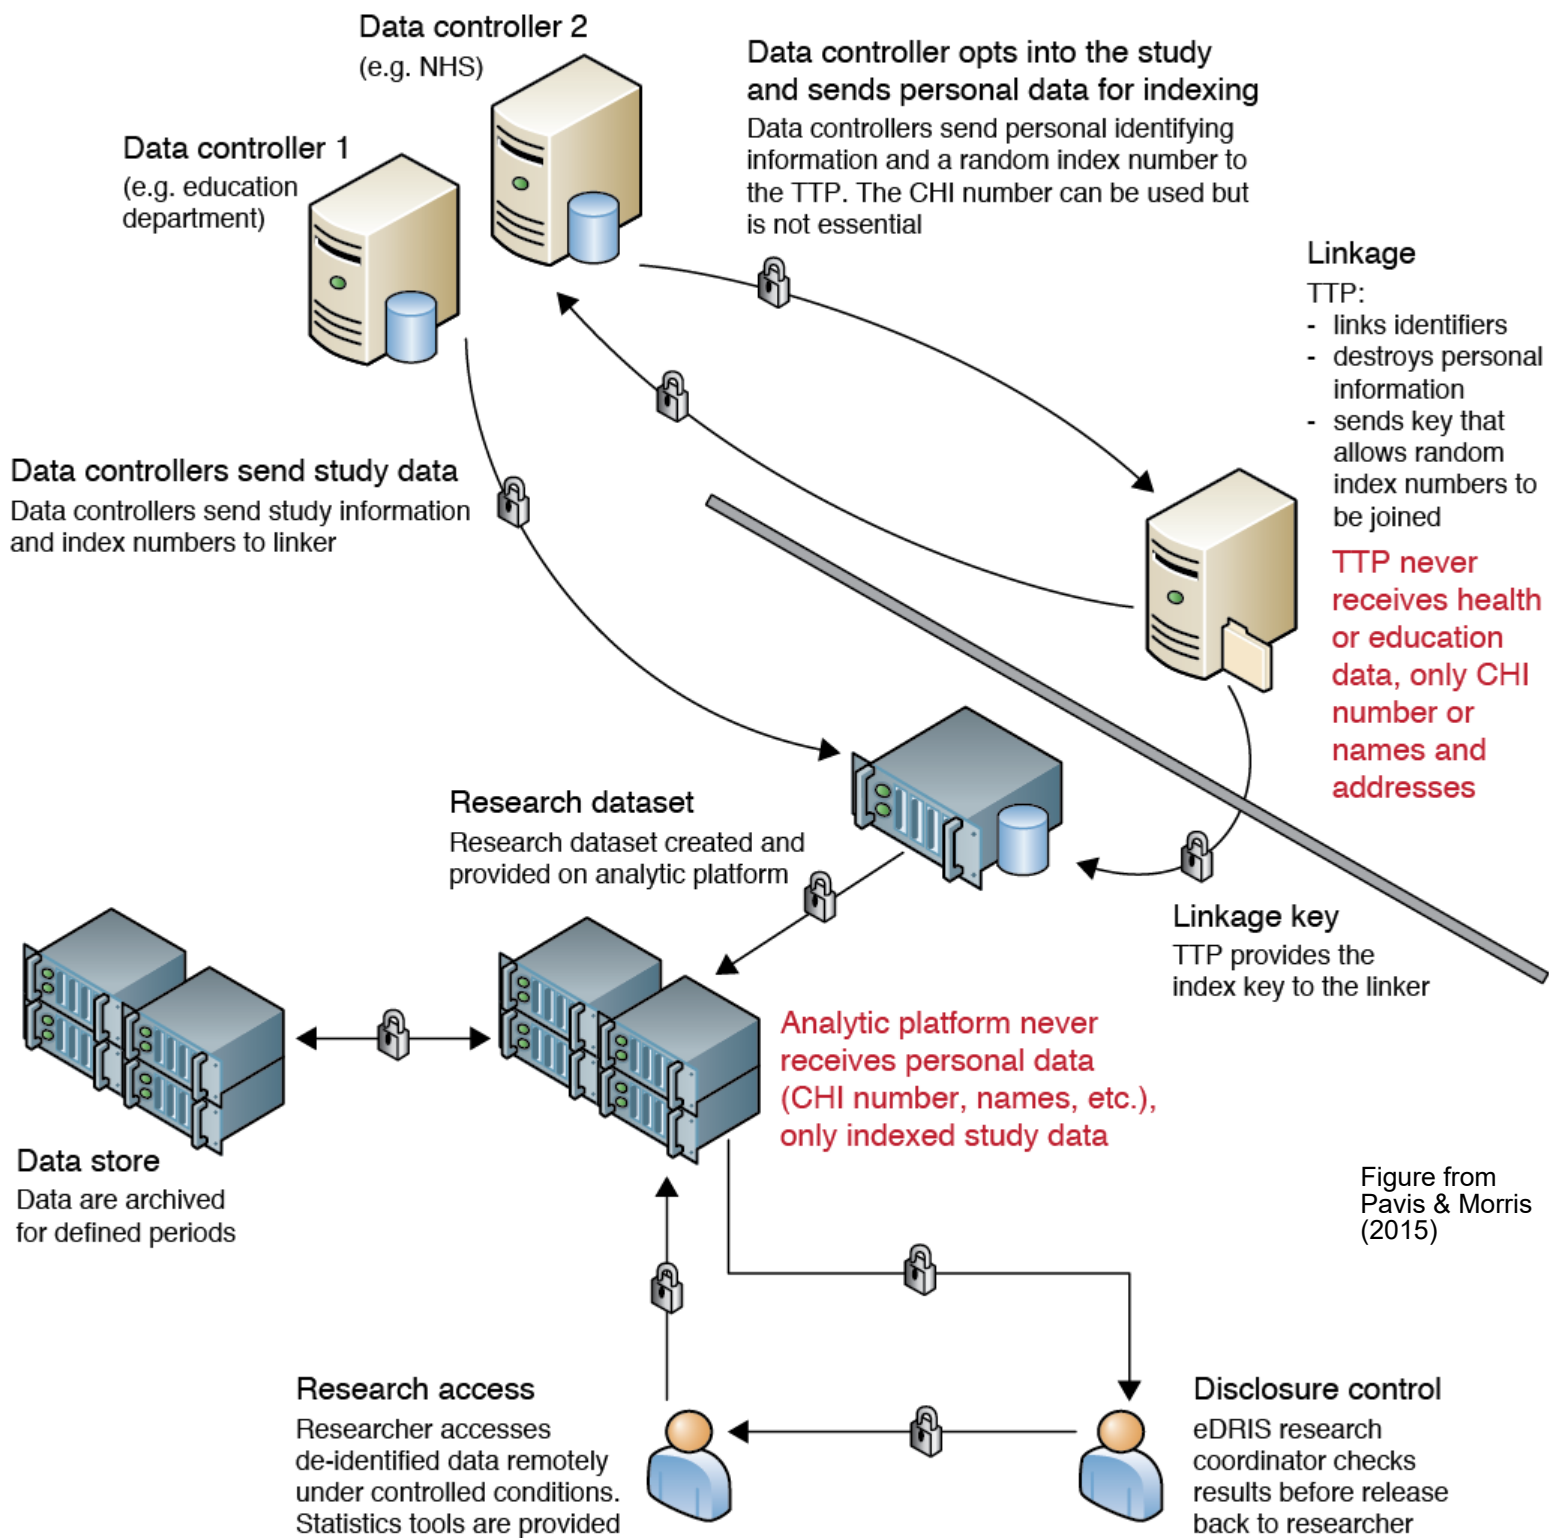 Data controller 2
(e.g. NHS)
Data controller 1
(e.g. education
department)
Data controller opts into the study
and sends personal data for indexing
Data controllers send personal identifying
information and a random index number to
the TTP. The CHI number can be used but
is not essential
Linkage
TTP:
- links identifiers
- destroys personal
information
- sends key that
allows random
index numbers to
be joined
TTP never
receives health
or education
data, only CHI
number or
names and
addresses
Data controllers send study data
Data controllers send study information
and index numbers to linker
Research dataset
Research dataset created and
provided on analytic platform
Linkage key
TTP provides the
index key to the linker
Analytic platform never
receives personal data
(CHI number, names, etc.),
only indexed study data
Data store
Data are archived
for defined periods
Figure from
Pavis & Morris
(2015)
Research access
Researcher accesses
de-identified data remotely
under controlled conditions.
Statistics tools are provided
Disclosure control
eDRIS research
coordinator checks
results before release
back to researcher